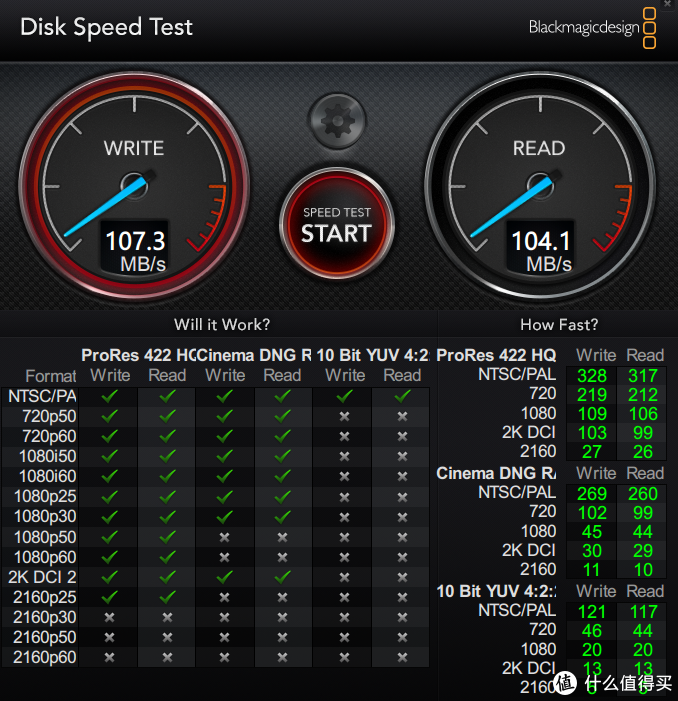 Disk Speed Test
Blackmagicdesign
WRITE
107.3
MB/s
SPEED TEST
START
READ
104.1
MB/s
Will it Work?
How Fast?
ProRes 422 HQ Cinema DNG R 10 Bit YUV 4:2:
Format Write Read Write Read Write Read
NTSC/PA
720p50
720p60
1080i50
1080i60
1080p25
1080p30
1080p50
1080p60
2K DCI 2
2160p25
2160p30
2160p50
2160p60
ProRes 422 HQ Write Read
NTSC/PAL 328 317
720 219 212
1080 109 106
2K DCI 103 99
2160 27 26
Cinema DNG RA Write Read
NTSC/PAL 269 260
720 102 99
1080 45 44
2K DCI 30 29
2160 11 10
10 Bit YUV 4:2:2 Write Read
NTSC/PAL 121 117
720 46 44
1080 20 20
2K DCI 13 13
2160
值 什么值得买